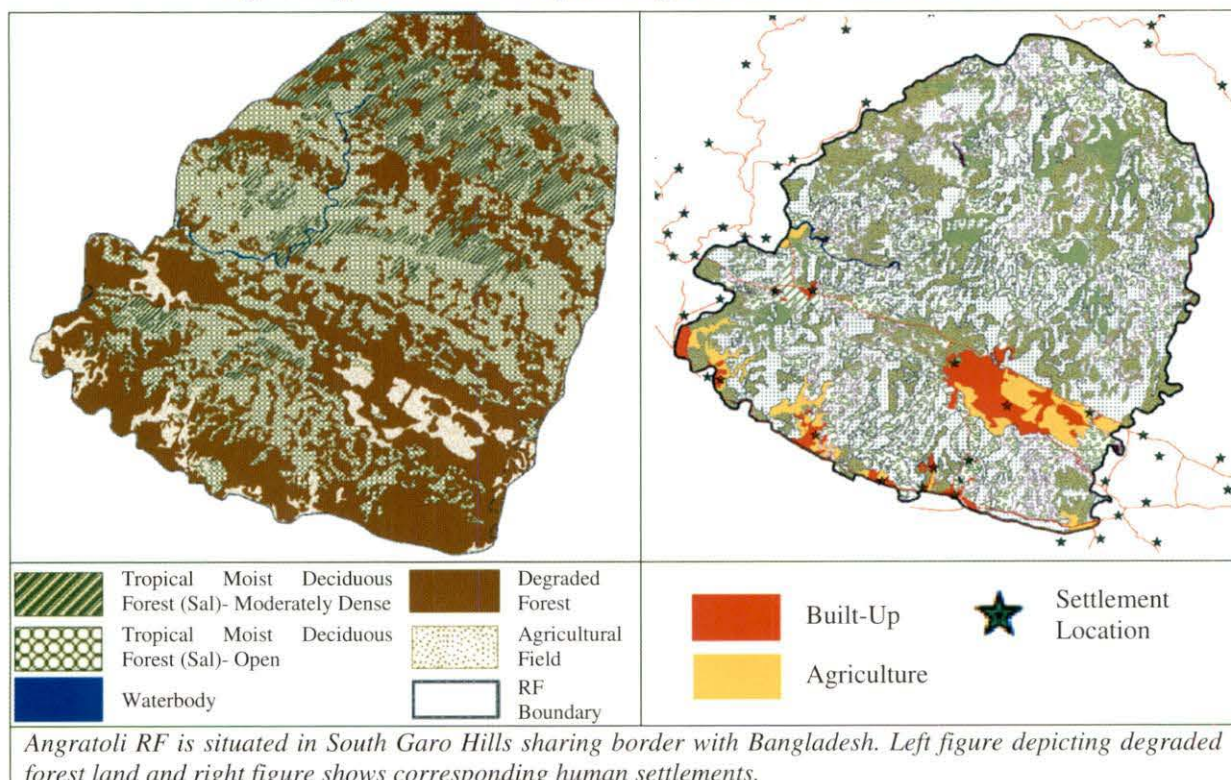 Tropical Moist Deciduous
Forest (Sal)- Moderately Dense
Degraded
Forest
Tropical Moist Deciduous
Forest (Sal)- Open
Agricultural
Field
Waterbody
RF
Boundary
Built-Up
Settlement
Location
Agriculture
Angratoli RF is situated in South Garo Hills sharing border with Bangladesh. Left figure depicting degraded
forest land and right figure shows corresponding human settlements.